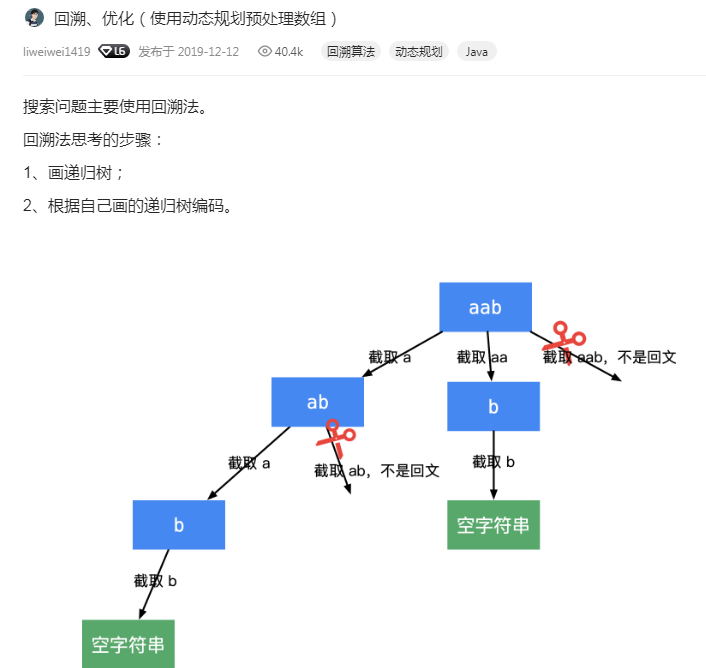 回溯、优化（使用动态规划预处理数组）
liweiwei1419 L6 发布于 2019-12-12 40.4k 回溯算法 动态规划 Java
搜索问题主要使用回溯法。
回溯法思考的步骤：
1、画递归树；
2、根据自己画的递归树编码。
aab
截取 a 截取 aa 截取 aab，不是回文
ab b
截取 a 截取 ab，不是回文 截取 b
b 空字符串
截取 b
空字符串